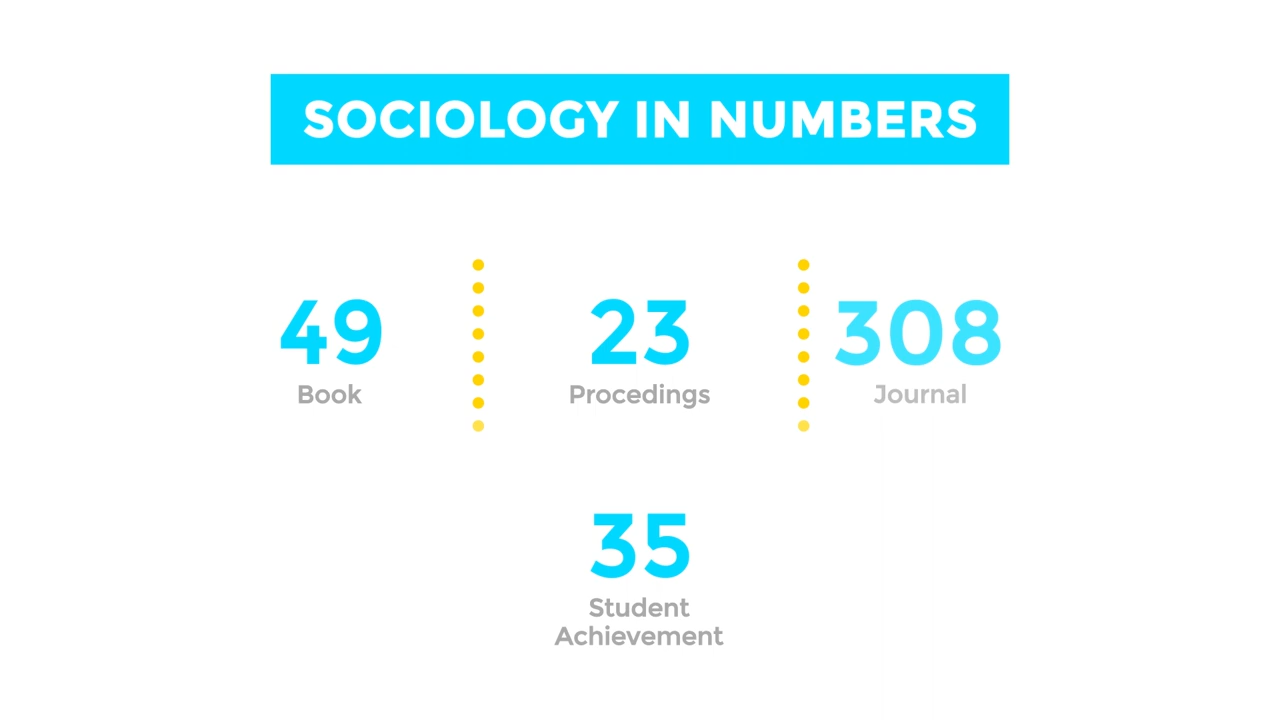 SOCIOLOGY IN NUMBERS
49
Book
23
Procedings
308
Journal
35
Student
Achievement